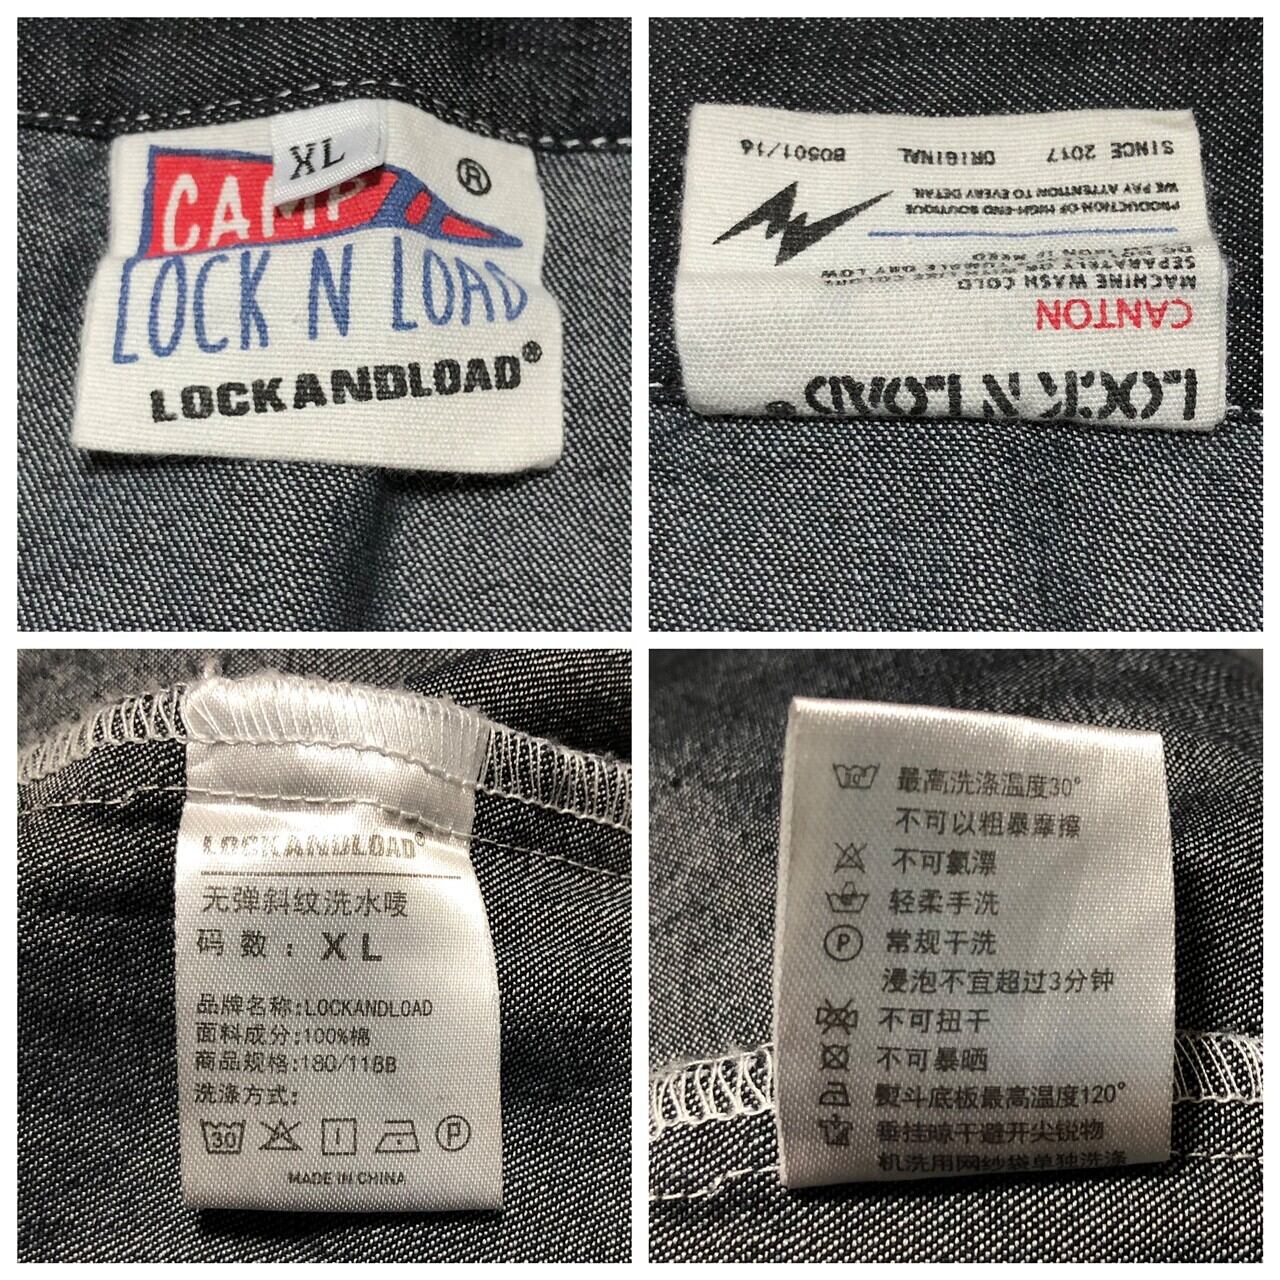 XL
®
CAMP
LOCK N LOAD
LOCKANDLOAD®
LOCK N LOAD®
CANTON
MACHINE WASH COLD
SEPARATELY
IF NEED
PRODUCTION OF HIGH-END BOUTIQUE
WE PAY ATTENTION TO EVERY DETAIL
SINCE 2017 ORIGINAL B0501/16
LOCKANDLOAD®
无弹斜纹洗水唛
码数：XL
品牌名称:LOCKANDLOAD
面料成分:100%棉
商品规格:180/116B
洗涤方式:
30
P
MADE IN CHINA
30° 最高洗涤温度30°
不可以粗暴摩擦
不可氯漂
轻柔手洗
P 常规干洗
浸泡不宜超过3分钟
不可扭干
不可暴晒
熨斗底板最高温度120°
垂挂晾干避开尖锐物
机洗用网纱袋单独洗涤